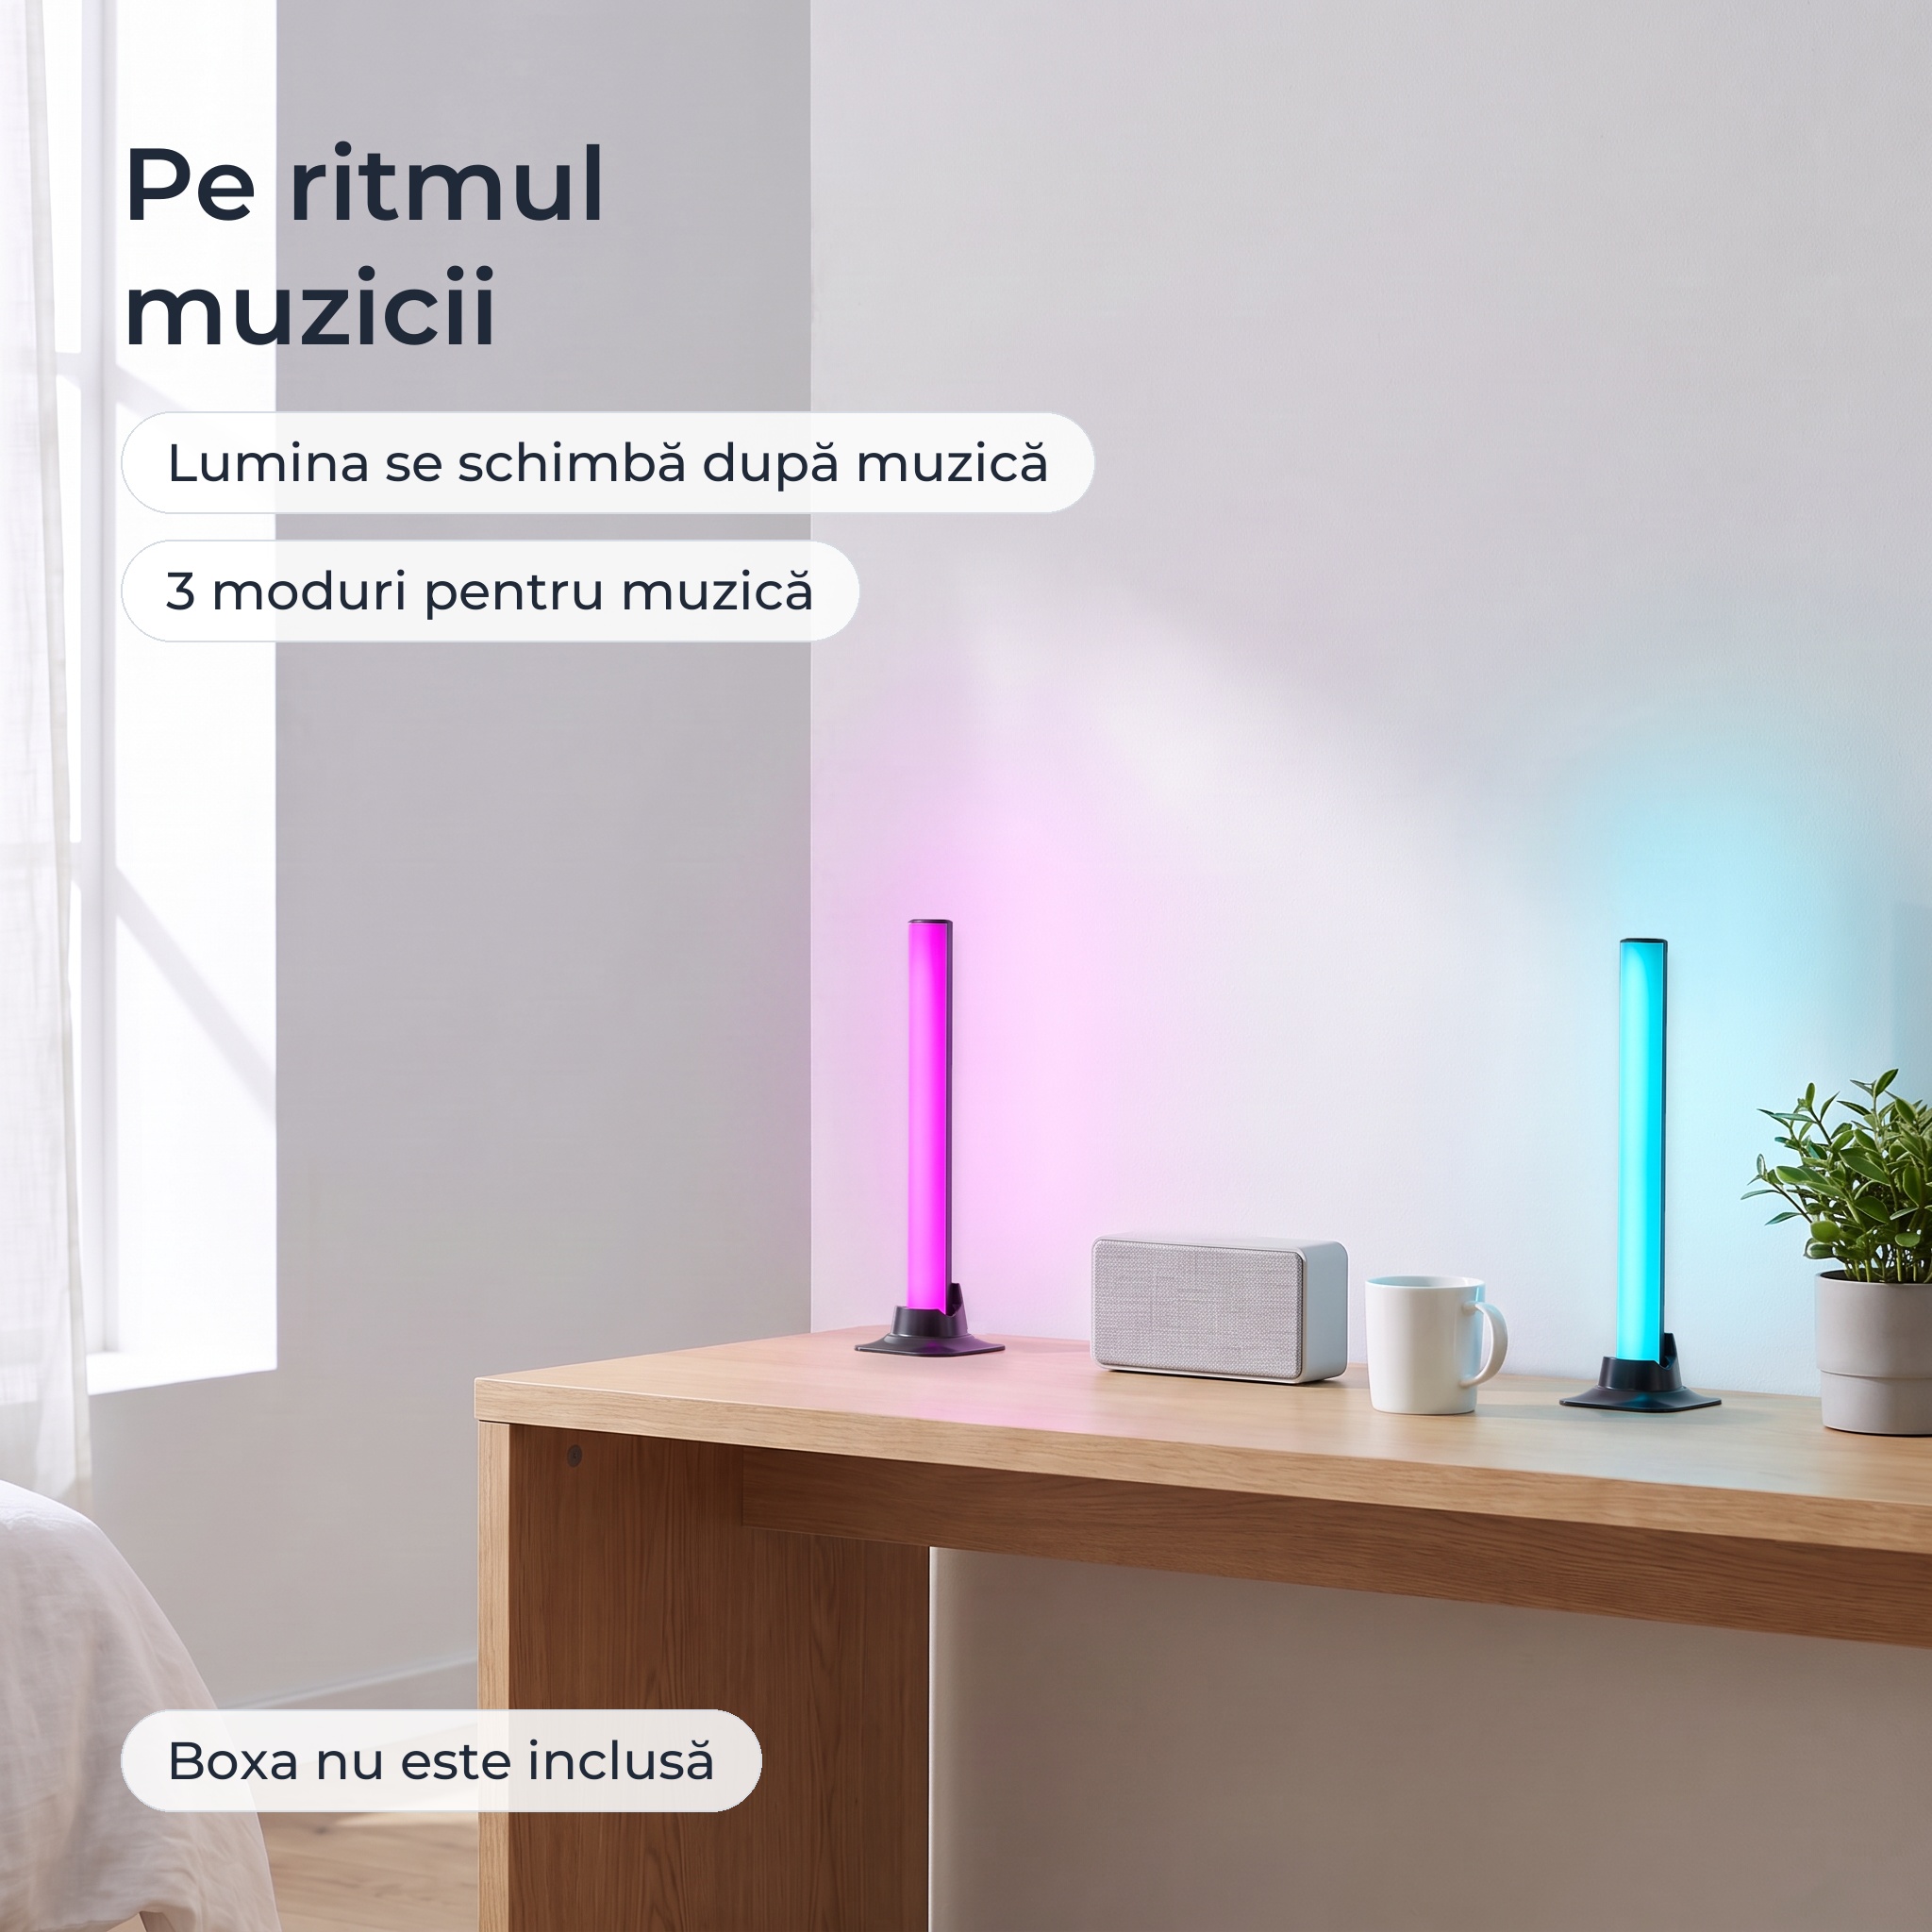 Pe ritmul
muzicii
Lumina se schimbă după muzică
3 moduri pentru muzică
Boxa nu este inclusă